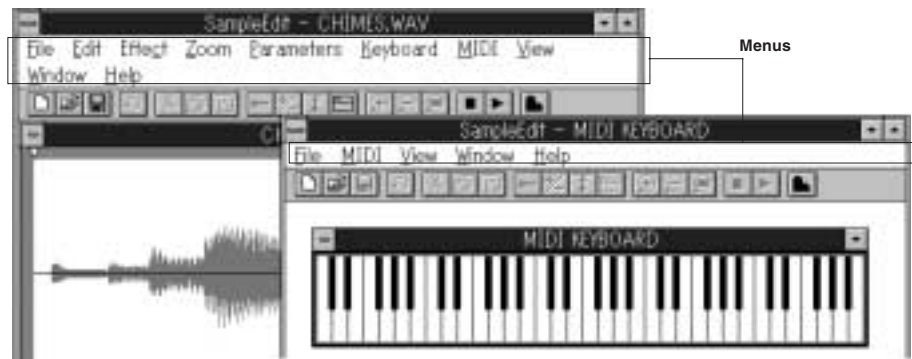 SampleEdit - CHIMES.WAV
File Edit Effect Zoom Parameters Keyboard MIDI View
Window Help
Menus
SampleEdit - MIDI KEYBOARD
File MIDI View Window Help
MIDI KEYBOARD